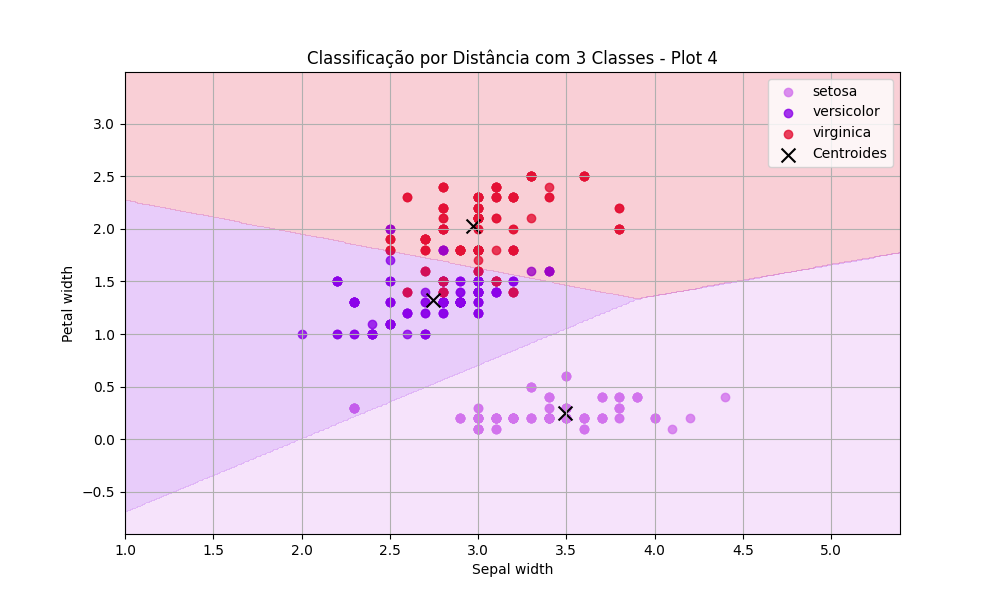 Classificação por Distância com 3 Classes - Plot 4
setosa
versicolor
virginica
Centroides
Petal width
3.0
2.5
2.0
1.5
1.0
0.5
0.0
−0.5
1.0 1.5 2.0 2.5 3.0 3.5 4.0 4.5 5.0
Sepal width